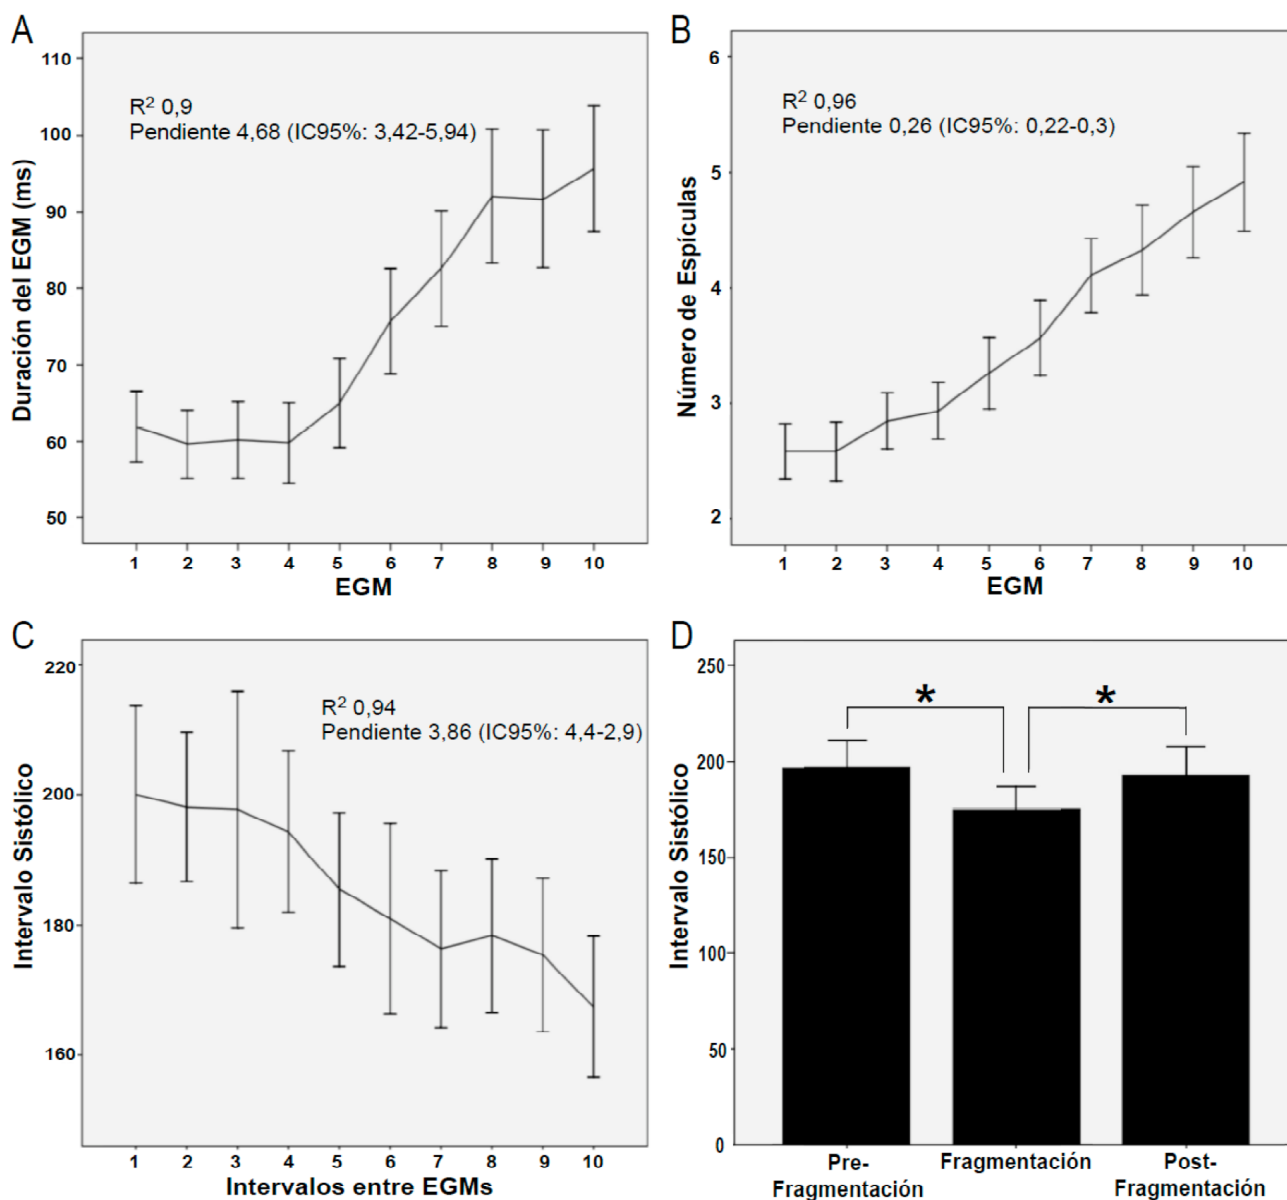 A
110
100
90
80
70
60
50
Duración del EGM (ms)
R² 0,9
Pendiente 4,68 (IC95%: 3,42-5,94)
1 2 3 4 5 6 7 8 9 10
EGM
B
6
5
4
3
2
Número de Espículas
R² 0,96
Pendiente 0,26 (IC95%: 0,22-0,3)
1 2 3 4 5 6 7 8 9 10
EGM
C
220
200
180
160
Intervalo Sistólico
R² 0,94
Pendiente 3,86 (IC95%: 4,4-2,9)
1 2 3 4 5 6 7 8 9 10
Intervalos entre EGMs
D
250
200
150
100
50
0
Intervalo Sistólico
* *
Pre-
Fragmentación
Fragmentación
Post-
Fragmentación